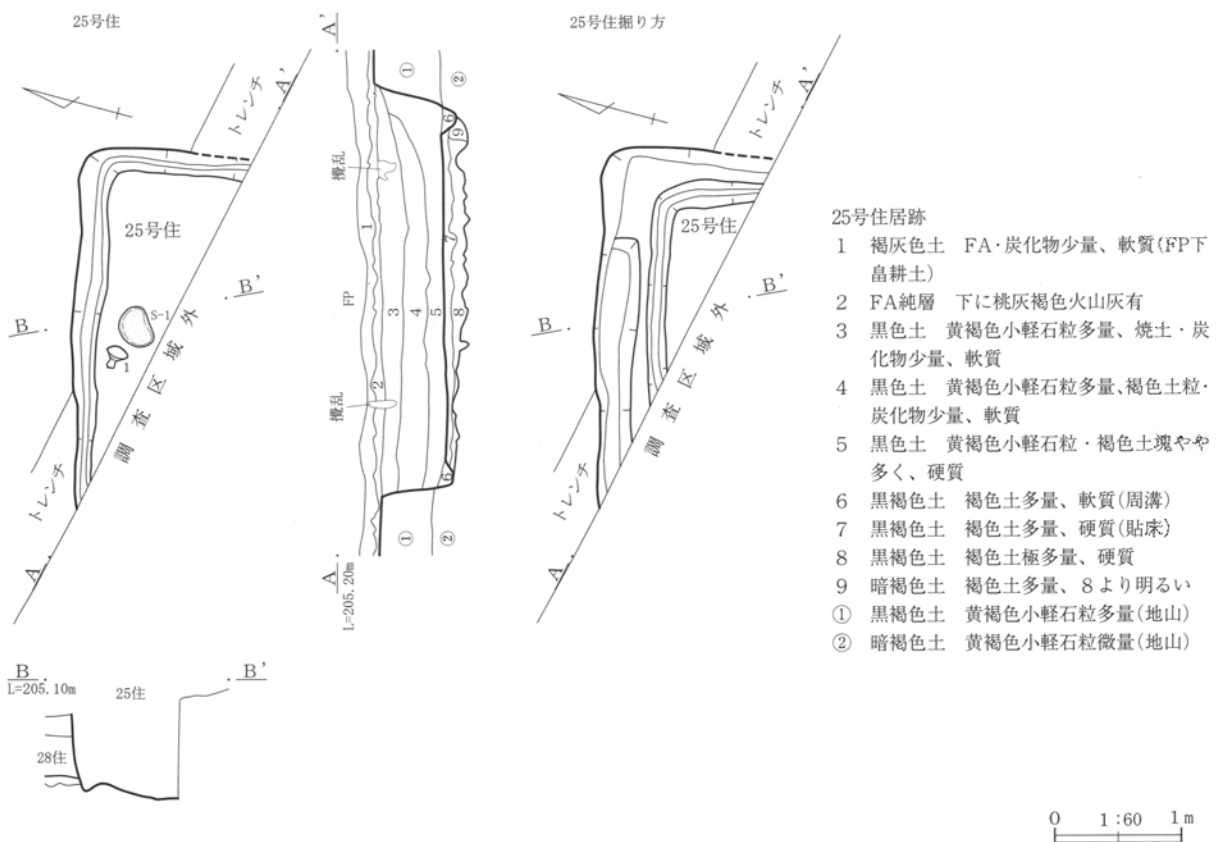 25号住
トレンチ
A'
25号住
B
B'
S-1
1
調査区域外
トレンチ
A
A'
①
②
6
9
攪乱
1
7
FP
3
4
5
8
2
攪乱
6
①
②
A
L=205.20m
25号住掘り方
トレンチ
A'
25号住
B
B'
調査区域外
トレンチ
A
B
B'
L=205.10m
25住
28住
25号住居跡
1 褐灰色土 FA・炭化物少量、軟質(FP下
畠耕土)
2 FA純層 下に桃灰褐色火山灰有
3 黒色土 黄褐色小軽石粒多量、焼土・炭
化物少量、軟質
4 黒色土 黄褐色小軽石粒多量、褐色土粒・
炭化物少量、軟質
5 黒色土 黄褐色小軽石粒・褐色土塊やや
多く、硬質
6 黒褐色土 褐色土多量、軟質(周溝)
7 黒褐色土 褐色土多量、硬質(貼床)
8 黒褐色土 褐色土極多量、硬質
9 暗褐色土 褐色土多量、8より明るい
① 黒褐色土 黄褐色小軽石粒多量(地山)
② 暗褐色土 黄褐色小軽石粒微量(地山)
0 1:60 1m